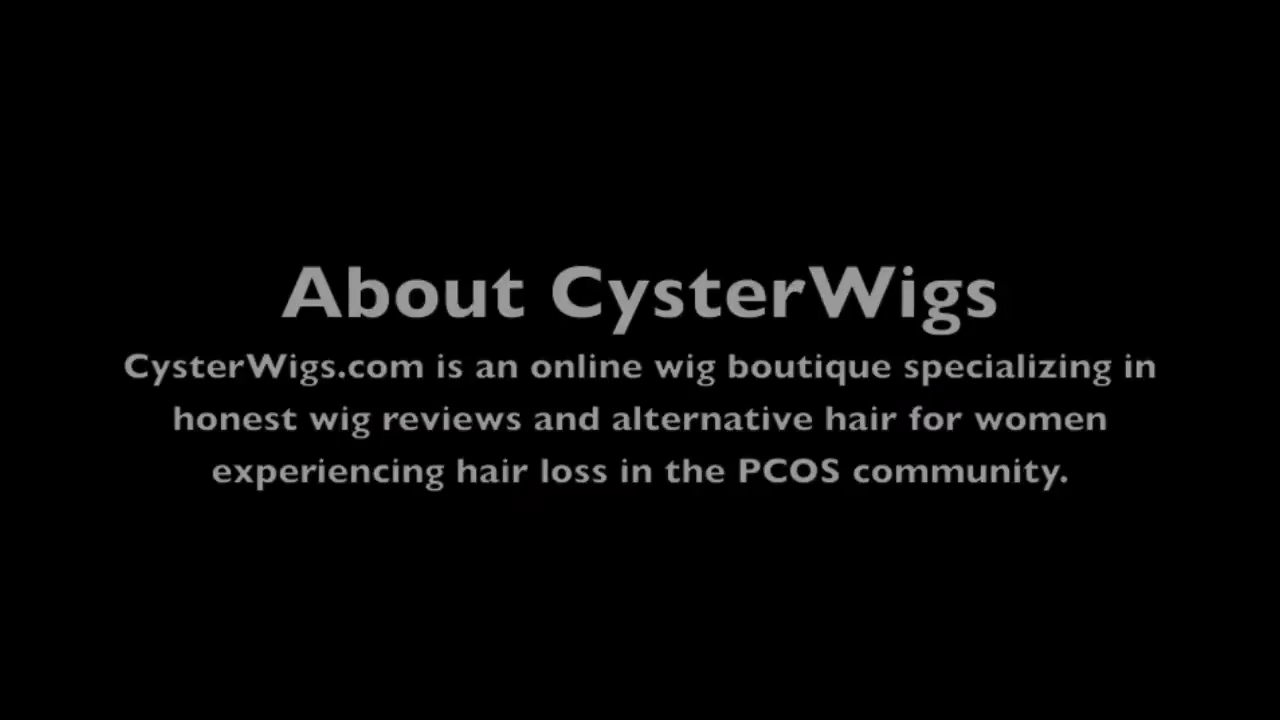 About CysterWigs
CysterWigs.com is an online wig boutique specializing in
honest wig reviews and alternative hair for women
experiencing hair loss in the PCOS community.